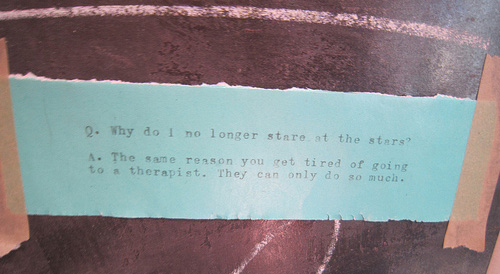 Q. Why do I no longer stare at the stars?
A. The same reason you get tired of going
to a therapist. They can only do so much.